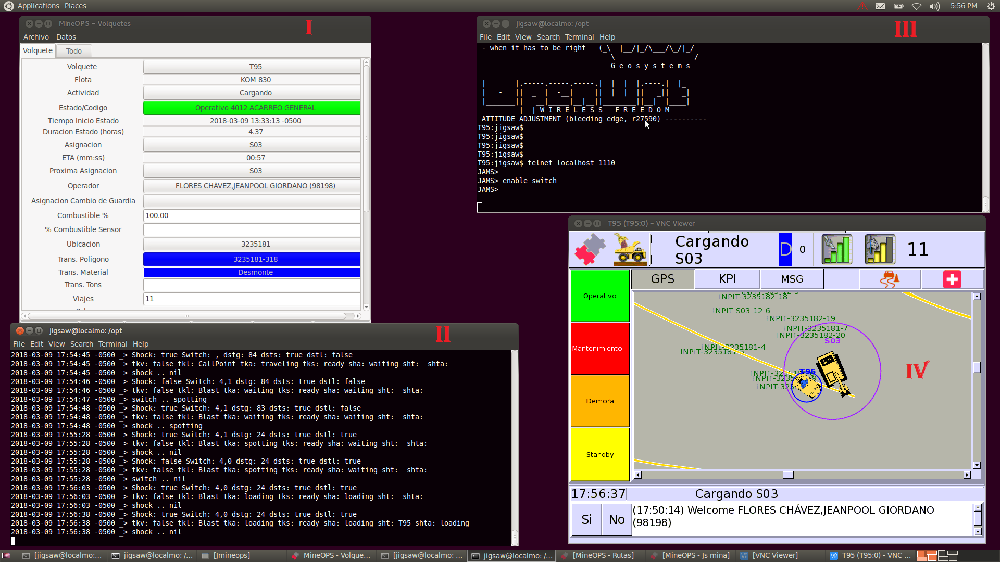 Applications Places
5:56 PM
MineOPS - Volquetes
I
Archivo Datos
Volquete Todo
Volquete T95
Flota KOM 830
Actividad Cargando
Estado/Codigo Operativo 4012 ACARREO GENERAL
Tiempo Inicio Estado 2018-03-09 13:33:13 -0500
Duracion Estado (horas) 4.37
Asignacion S03
ETA (mm:ss) 00:57
Proxima Asignacion S03
Operador FLORES CHÁVEZ,JEANPOOL GIORDANO (98198)
Asignacion Cambio de Guardia
Combustible % 100.00
% Combustible Sensor
Ubicacion 3235181
Trans. Poligono 3235181-318
Trans. Material Desmonte
Trans. Tons
Viajes 11
jigsaw@localmo: /opt
II
File Edit View Search Terminal Help
2018-03-09 17:54:45 -0500 _> Shock: true Switch: , dstg: 84 dsts: true dstl: false
2018-03-09 17:54:45 -0500 _> tkv: false tkl: CallPoint tka: traveling tks: ready sha: waiting sht:  shta:
2018-03-09 17:54:45 -0500 _> shock .. nil
2018-03-09 17:54:46 -0500 _> Shock: false Switch: 4,1 dstg: 84 dsts: true dstl: false
2018-03-09 17:54:46 -0500 _> tkv: false tkl: Blast tka: waiting tks: ready sha: waiting sht:  shta:
2018-03-09 17:54:47 -0500 _> switch .. spotting
2018-03-09 17:54:48 -0500 _> Shock: true Switch: 4,1 dstg: 83 dsts: true dstl: false
2018-03-09 17:54:48 -0500 _> tkv: false tkl: Blast tka: waiting tks: ready sha: waiting sht:  shta:
2018-03-09 17:54:48 -0500 _> shock .. spotting
2018-03-09 17:55:28 -0500 _> Shock: true Switch: 4,1 dstg: 24 dsts: true dstl: true
2018-03-09 17:55:28 -0500 _> tkv: false tkl: Blast tka: spotting tks: ready sha: waiting sht:  shta:
2018-03-09 17:55:28 -0500 _> shock .. nil
2018-03-09 17:55:28 -0500 _> Shock: false Switch: 4,0 dstg: 24 dsts: true dstl: true
2018-03-09 17:55:28 -0500 _> tkv: false tkl: Blast tka: spotting tks: ready sha: waiting sht:  shta:
2018-03-09 17:55:28 -0500 _> switch .. nil
2018-03-09 17:56:03 -0500 _> Shock: true Switch: 4,0 dstg: 24 dsts: true dstl: true
2018-03-09 17:56:03 -0500 _> tkv: false tkl: Blast tka: loading tks: ready sha: waiting sht:  shta:
2018-03-09 17:56:03 -0500 _> shock .. nil
2018-03-09 17:56:38 -0500 _> Shock: true Switch: 4,0 dstg: 24 dsts: true dstl: true
2018-03-09 17:56:38 -0500 _> tkv: false tkl: Blast tka: loading tks: ready sha: loading sht: T95 shta: loading
2018-03-09 17:56:38 -0500 _> shock .. nil
jigsaw@localmo: /opt
III
File Edit View Search Terminal Help
- when it has to be right
Geosystems
OpenWrt
WIRELESS FREEDOM
ATTITUDE ADJUSTMENT (bleeding edge, r27590) ----------
T95:jigsaw$
T95:jigsaw$
T95:jigsaw$
T95:jigsaw$
T95:jigsaw$ telnet localhost 1110
JAMS>
JAMS> enable switch
JAMS>
T95 (T95:0) - VNC Viewer
Cargando
S03
D 0 11
Operativo
Mantenimiento
Demora
Standby
GPS KPI MSG
INPIT-3235182-18
INPIT-S03-12-6
INPIT-3235182-19
INPIT-3235181-7
INPIT-3235182-20
S03
INPIT-3235181-4
INPIT-3235181-5
T95
IV
17:56:37 Cargando S03
Si No
(17:50:14) Welcome FLORES CHÁVEZ,JEANPOOL GIORDANO
(98198)
[jigsaw@localmo:... jigsaw@localmo: /... [Jmineops] MineOPS - Volque... [jigsaw@localmo: ... jigsaw@localmo: /... [MineOPS - Rutas] [MineOPS - Js mina] [VNC Viewer] T95 (T95:0) - VNC ...